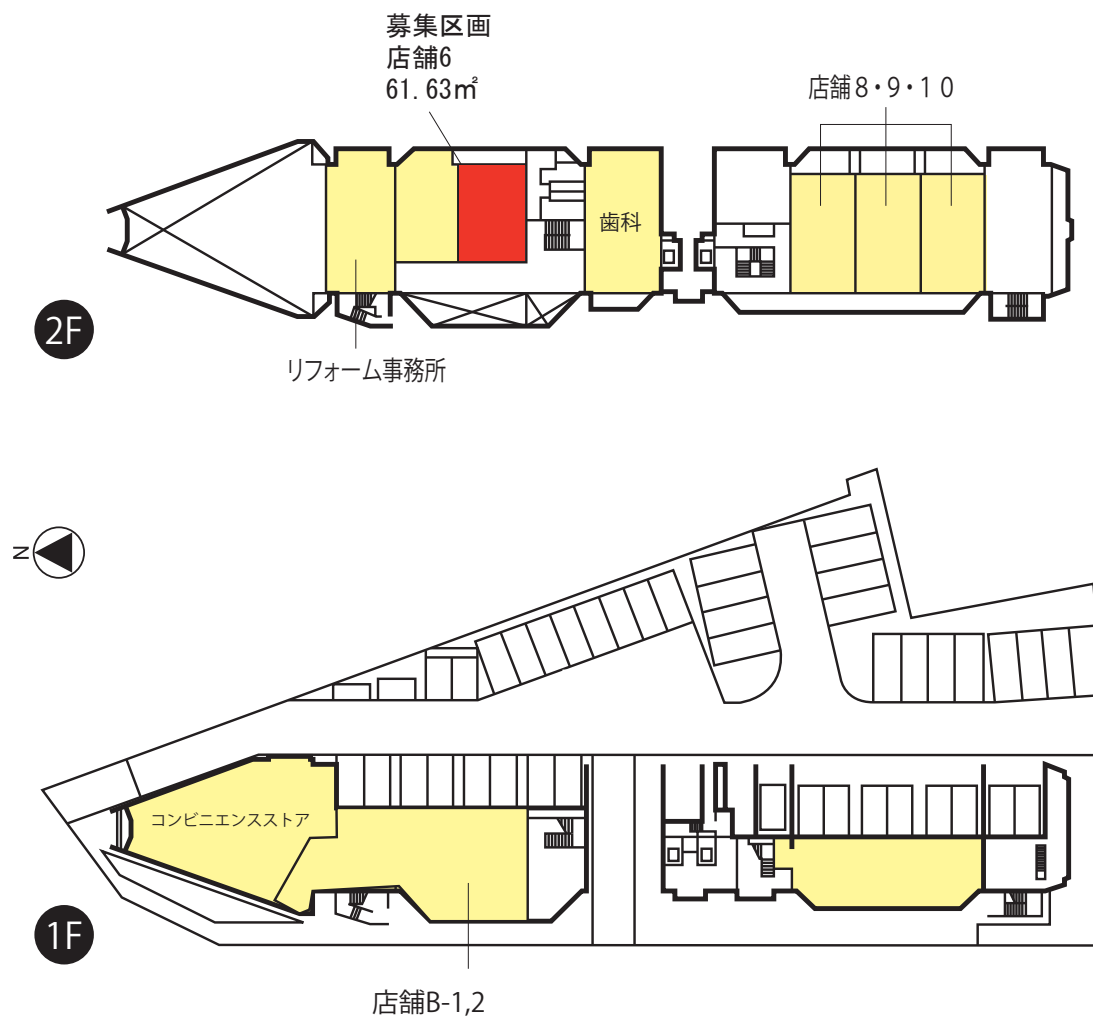 募集区画
店舗6
61.63㎡
店舗8・9・10
歯科
2F
リフォーム事務所
N
コンビニエンスストア
1F
店舗B-1,2